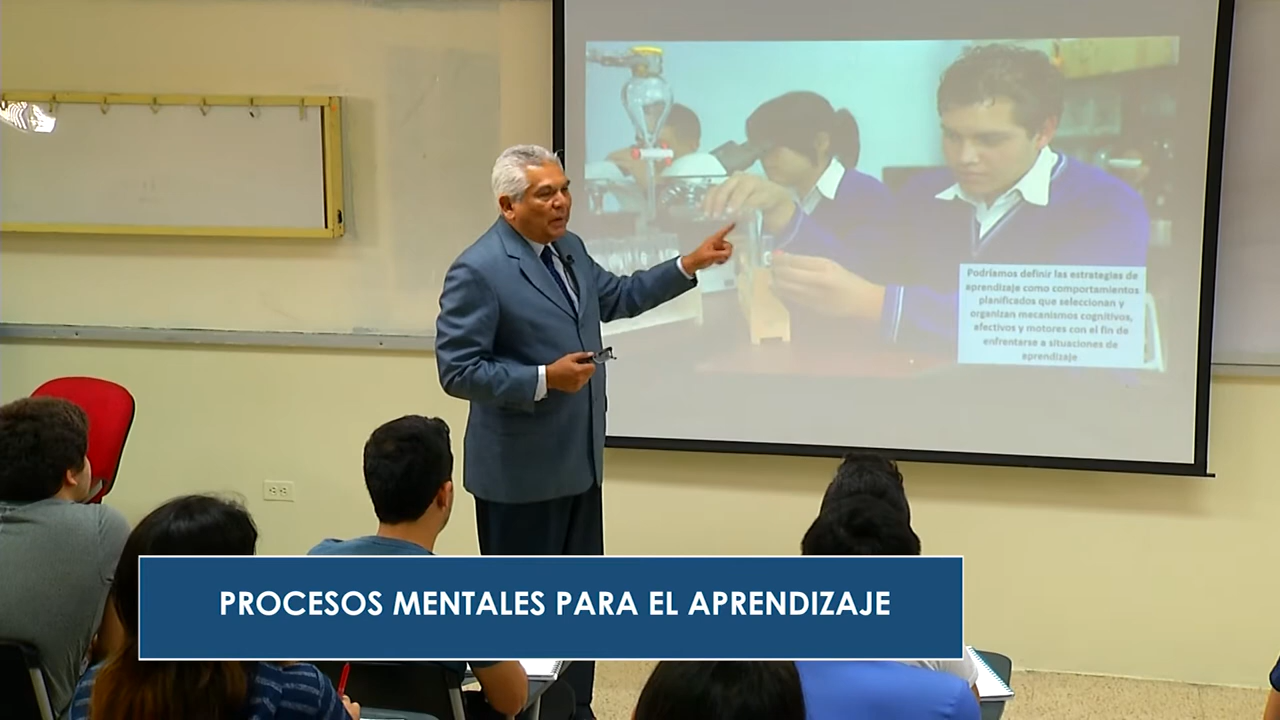 Podríamos definir las estrategias de
aprendizaje como comportamientos
planificados que seleccionan y
organizan mecanismos cognitivos,
afectivos y motores con el fin de
enfrentarse a situaciones de
aprendizaje
PROCESOS MENTALES PARA EL APRENDIZAJE